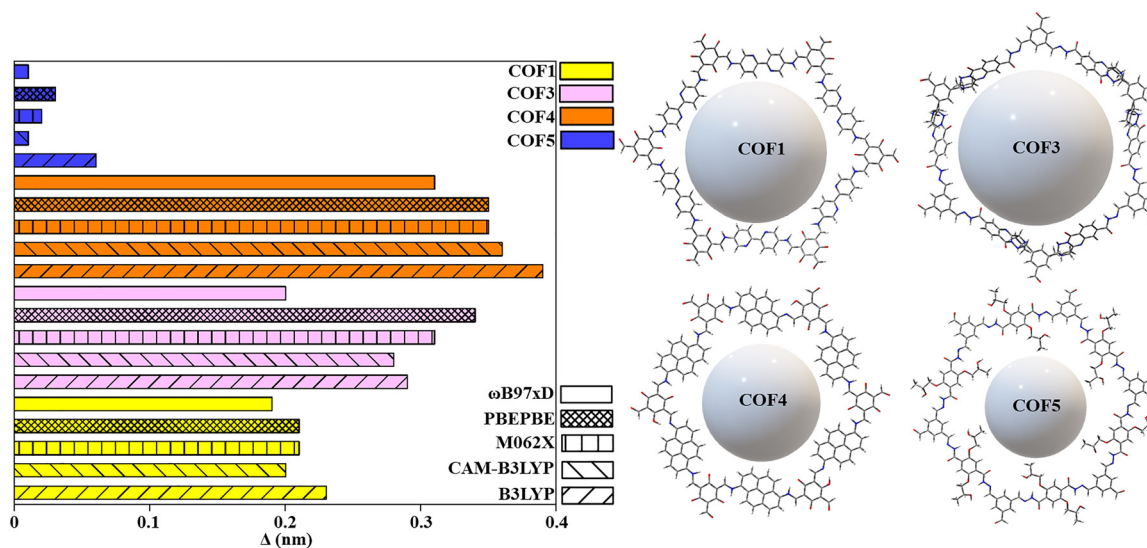 COF1
COF3
COF4
COF5
ωB97xD
PBEPBE
M062X
CAM-B3LYP
B3LYP
0 0.1 0.2 0.3 0.4
Δ (nm)
COF1
COF3
COF4
COF5